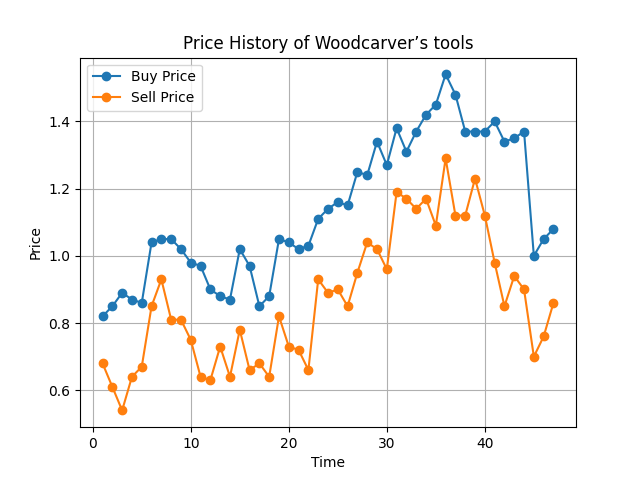 Price History of Woodcarver’s tools
Buy Price
Sell Price
Price
1.4
1.2
1.0
0.8
0.6
0
10
20
30
40
Time